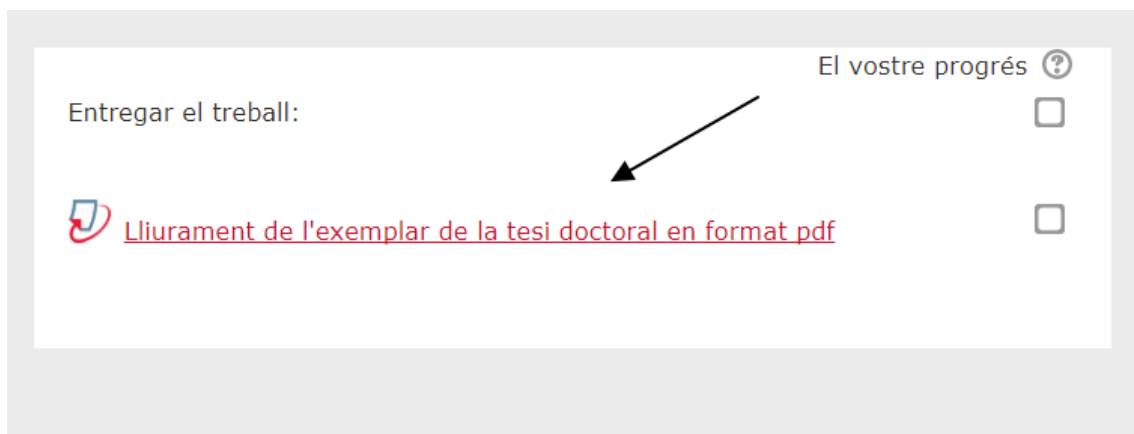 El vostre progrés
Entregar el treball:
Lliurament de l'exemplar de la tesi doctoral en format pdf